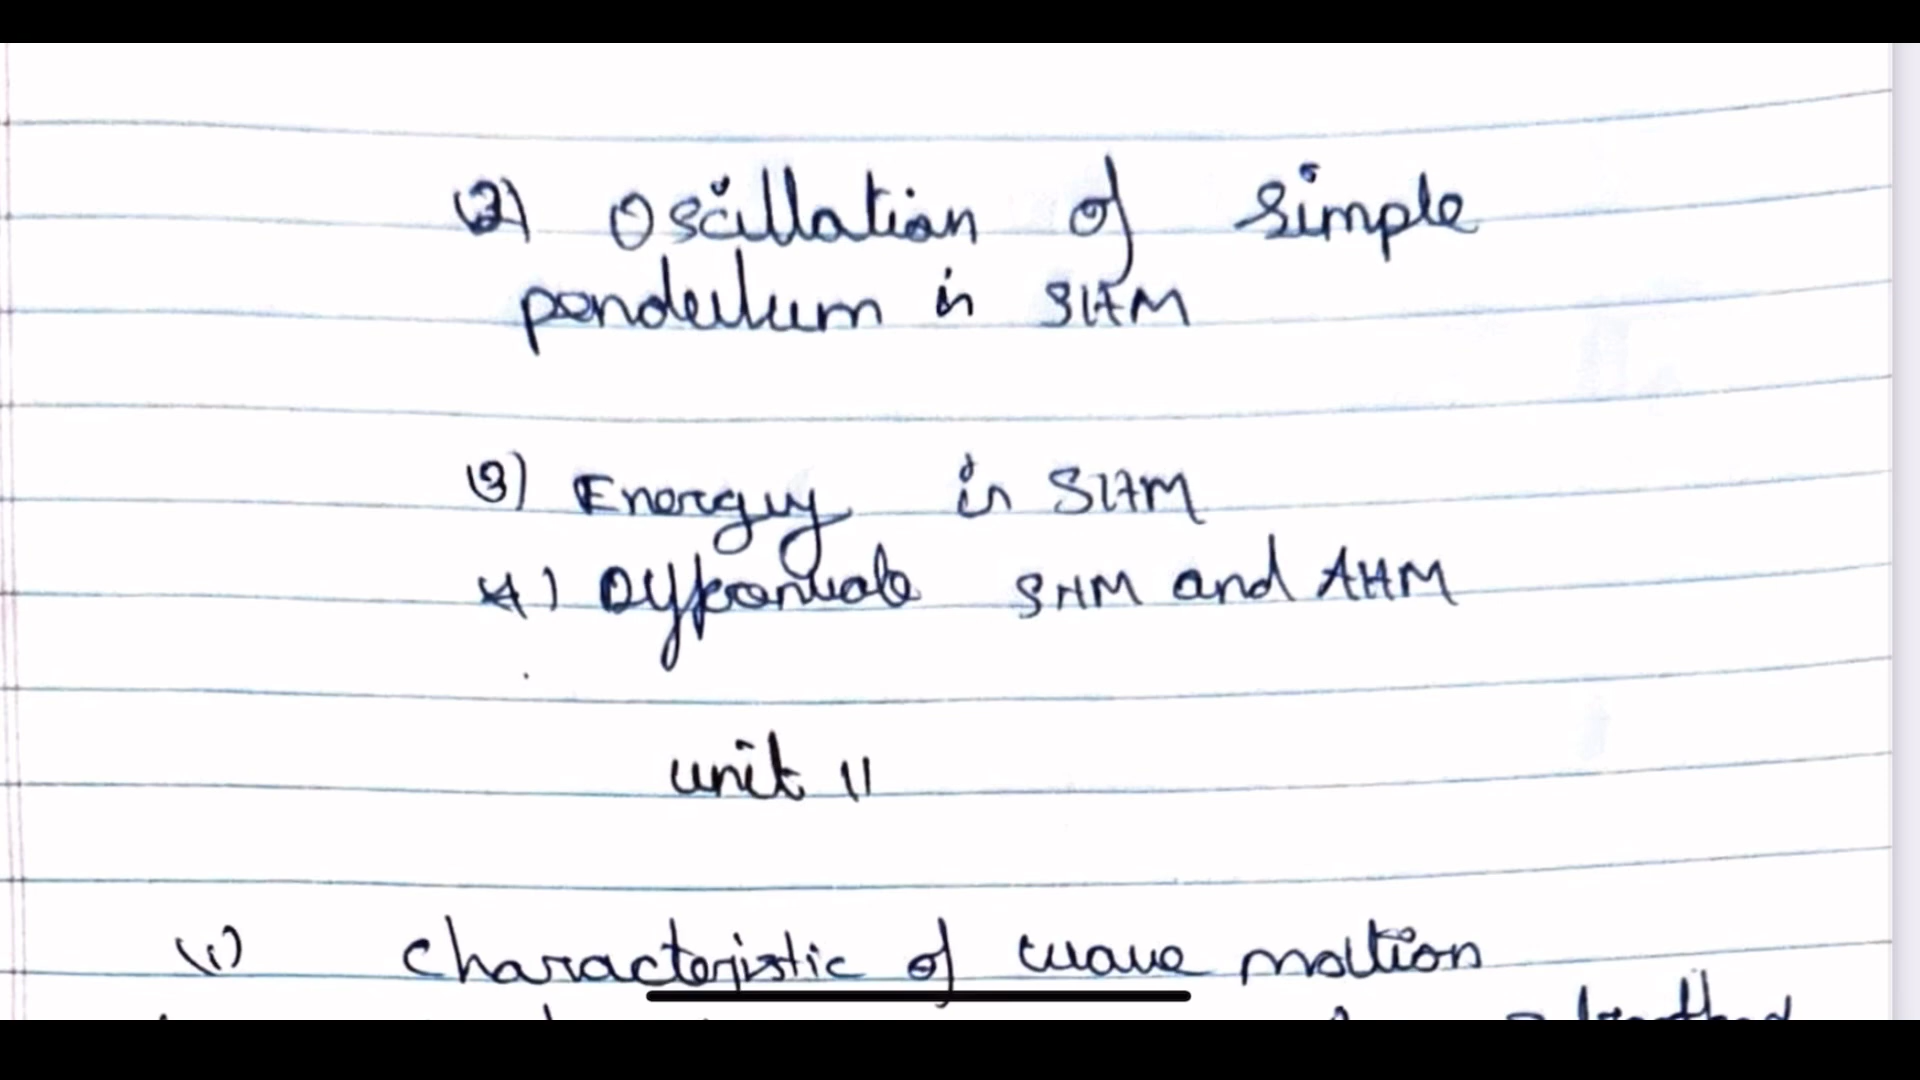 (2) Oscillation of simple
pendulum in SHM
(3) Energy in SHM
4) Differentiate SHM and AHM
unit 11
(1) Characteristic of wave motion